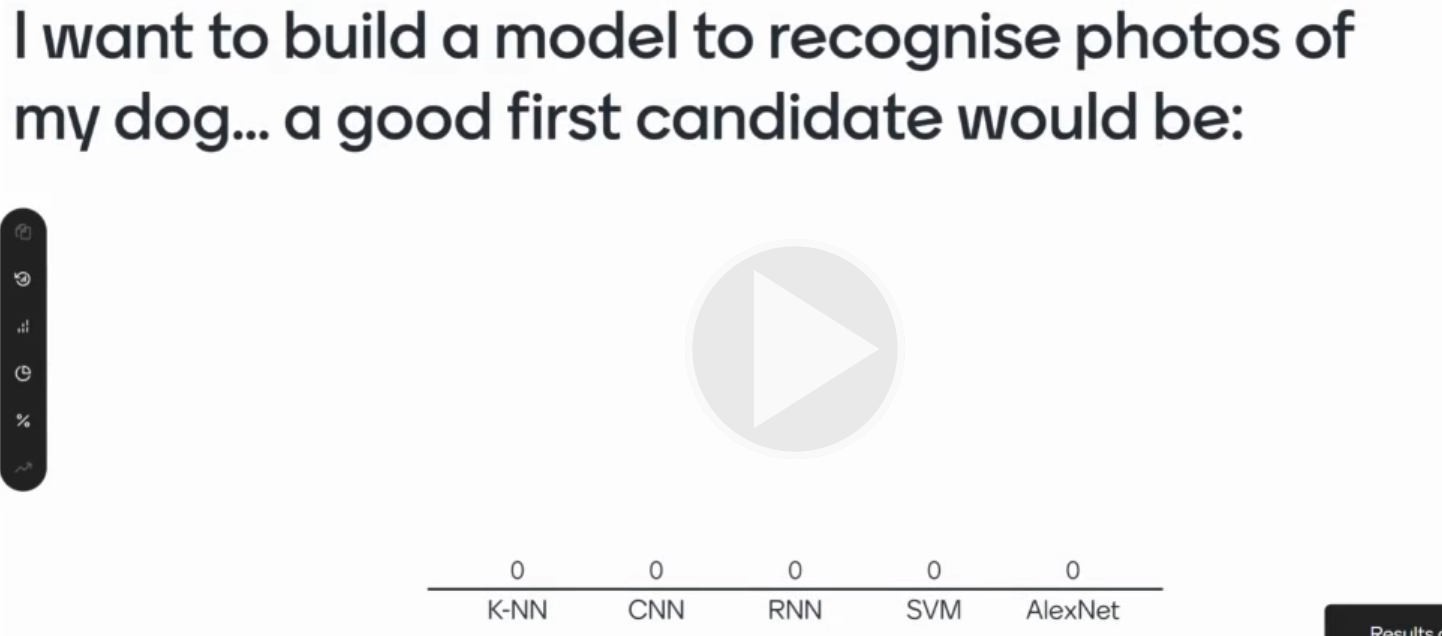 I want to build a model to recognise photos of
my dog... a good first candidate would be:
%
0 0 0 0 0
K-NN CNN RNN SVM AlexNet
Results